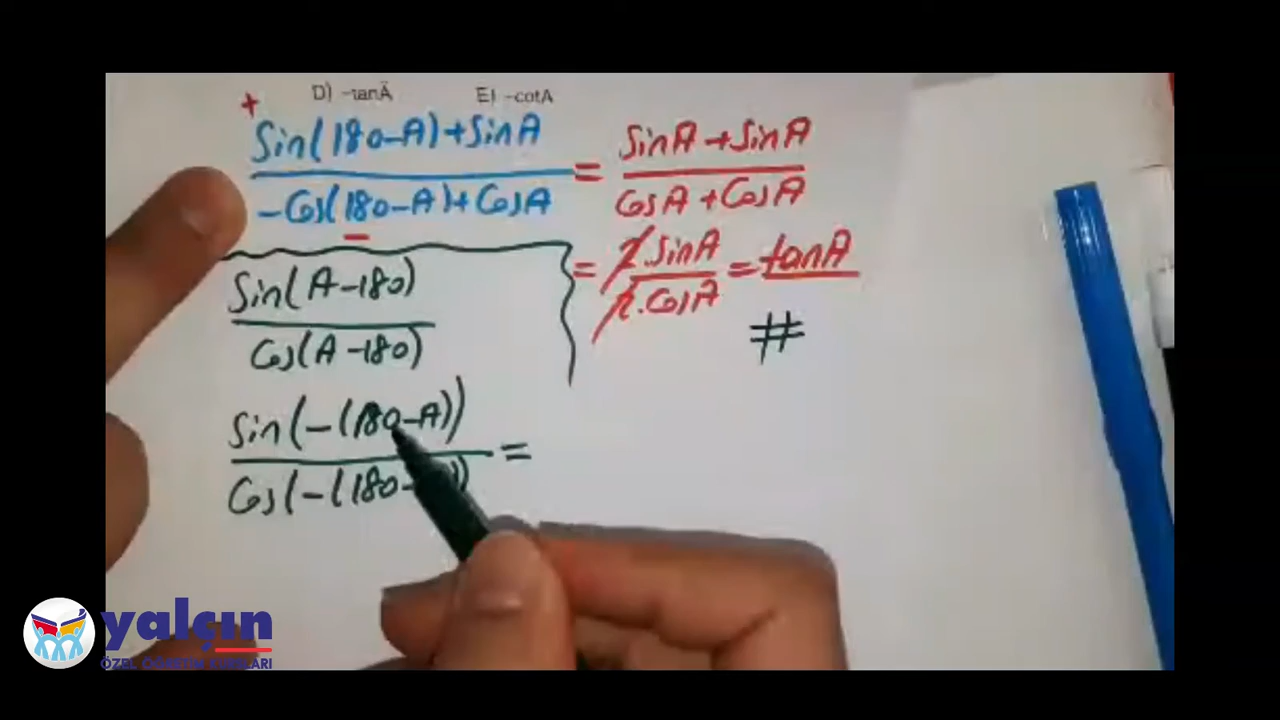 D) -tanA
E) -cotA
+
Sin(180-A)+SinA
-Cos(180-A)+CosA
= SinA+SinA
CosA+CosA
= 2.SinA
2.CosA
= tanA
#
Sin(A-180)
Cos(A-180)
Sin(-(180-A))
Cos(-(180-
=
yalçın
ÖZEL ÖĞRETİM KURSLARI